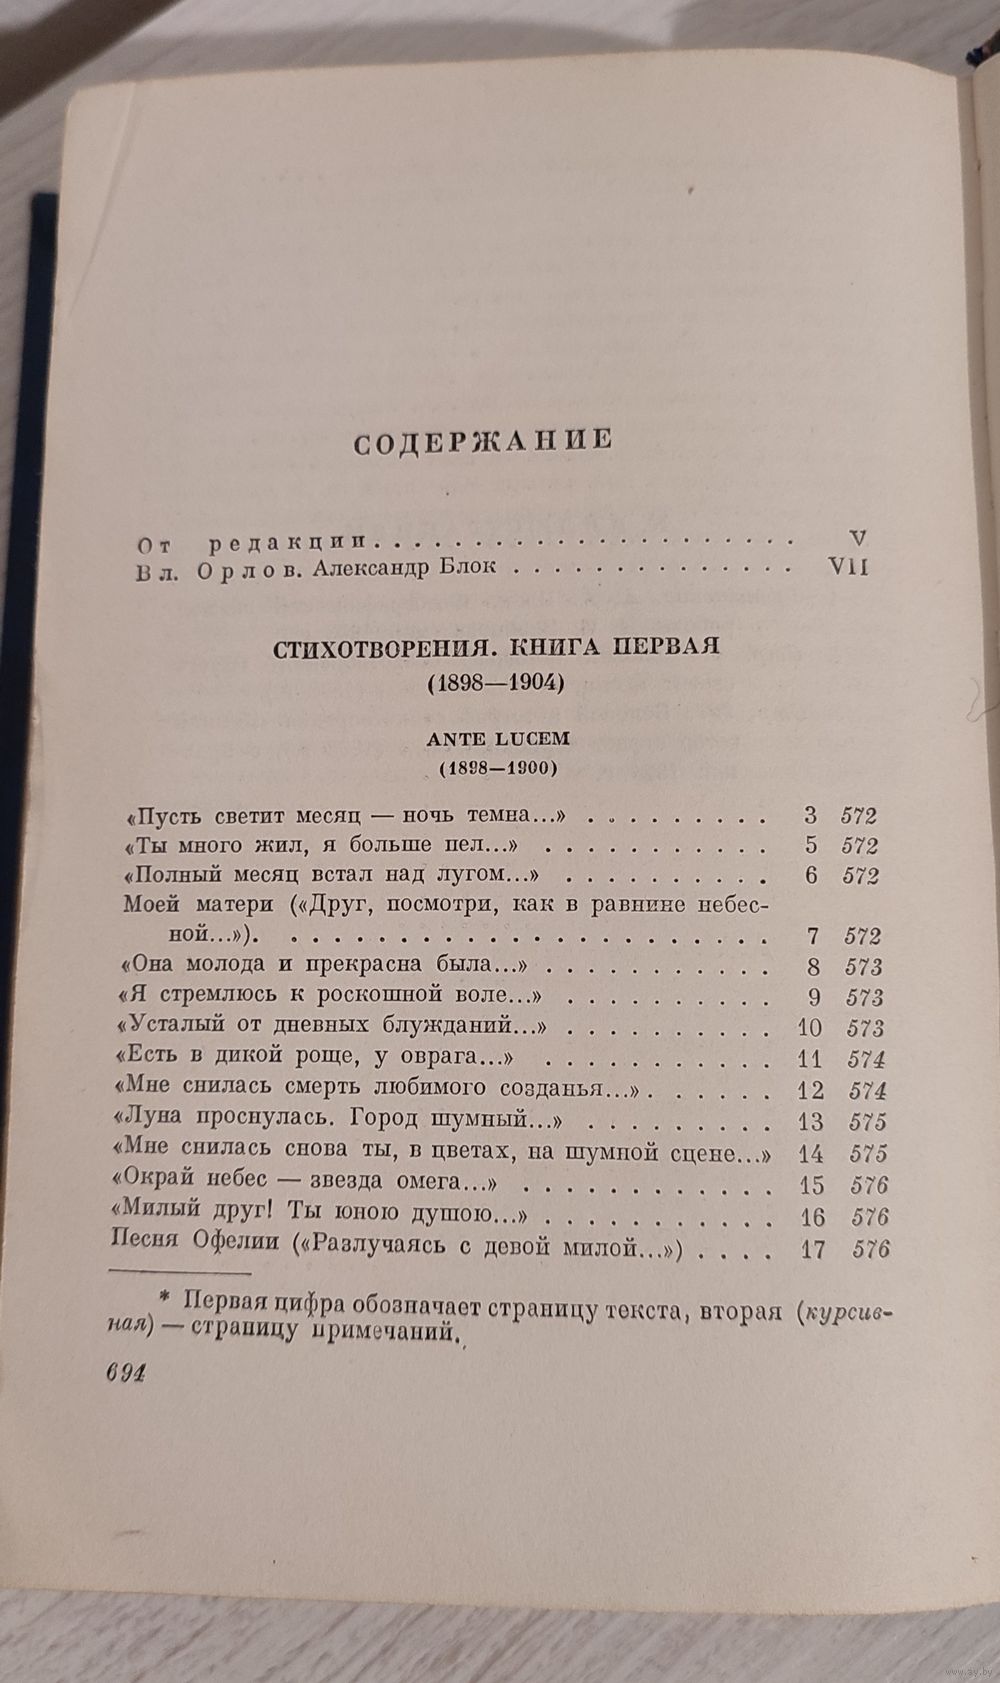 СОДЕРЖАНИЕ
От редакции. . . . . . . . . . . . . . . . . . . . . V
Вл. Орлов. Александр Блок . . . . . . . . . . . . . VII
СТИХОТВОРЕНИЯ. КНИГА ПЕРВАЯ
(1898—1904)
ANTE LUCEM
(1898—1900)
«Пусть светит месяц — ночь темна...» . . . . . . . . . 3 572
«Ты много жил, я больше пел...» . . . . . . . . . . . 5 572
«Полный месяц встал над лугом...» . . . . . . . . . . 6 572
Моей матери («Друг, посмотри, как в равнине небес-
ной...»). . . . . . . . . . . . . . . . . . . . . . 7 572
«Она молода и прекрасна была...» . . . . . . . . . . 8 573
«Я стремлюсь к роскошной воле...» . . . . . . . . . . 9 573
«Усталый от дневных блужданий...» . . . . . . . . . . 10 573
«Есть в дикой роще, у оврага...» . . . . . . . . . . . 11 574
«Мне снилась смерть любимого созданья...» . . . . . . 12 574
«Луна проснулась. Город шумный...» . . . . . . . . . 13 575
«Мне снилась снова ты, в цветах, на шумной сцене...» 14 575
«Окрай небес — звезда омега...» . . . . . . . . . . . . 15 576
«Милый друг! Ты юною душою...» . . . . . . . . . . . 16 576
Песня Офелии («Разлучаясь с девой милой...») . . . . 17 576
* Первая цифра обозначает страницу текста, вторая (курсив-
ная) — страницу примечаний.
694
www.ay.by